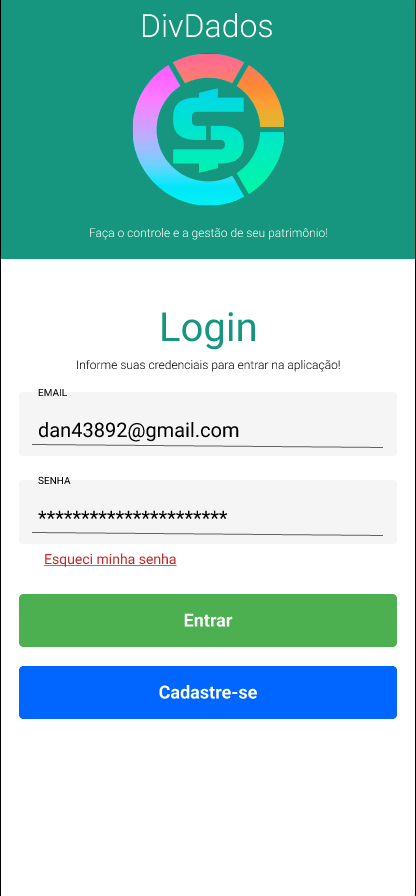 DivDados
Faça o controle e a gestão de seu patrimônio!
Login
Informe suas credenciais para entrar na aplicação!
EMAIL
dan43892@gmail.com
SENHA
**********************
Esqueci minha senha
Entrar
Cadastre-se